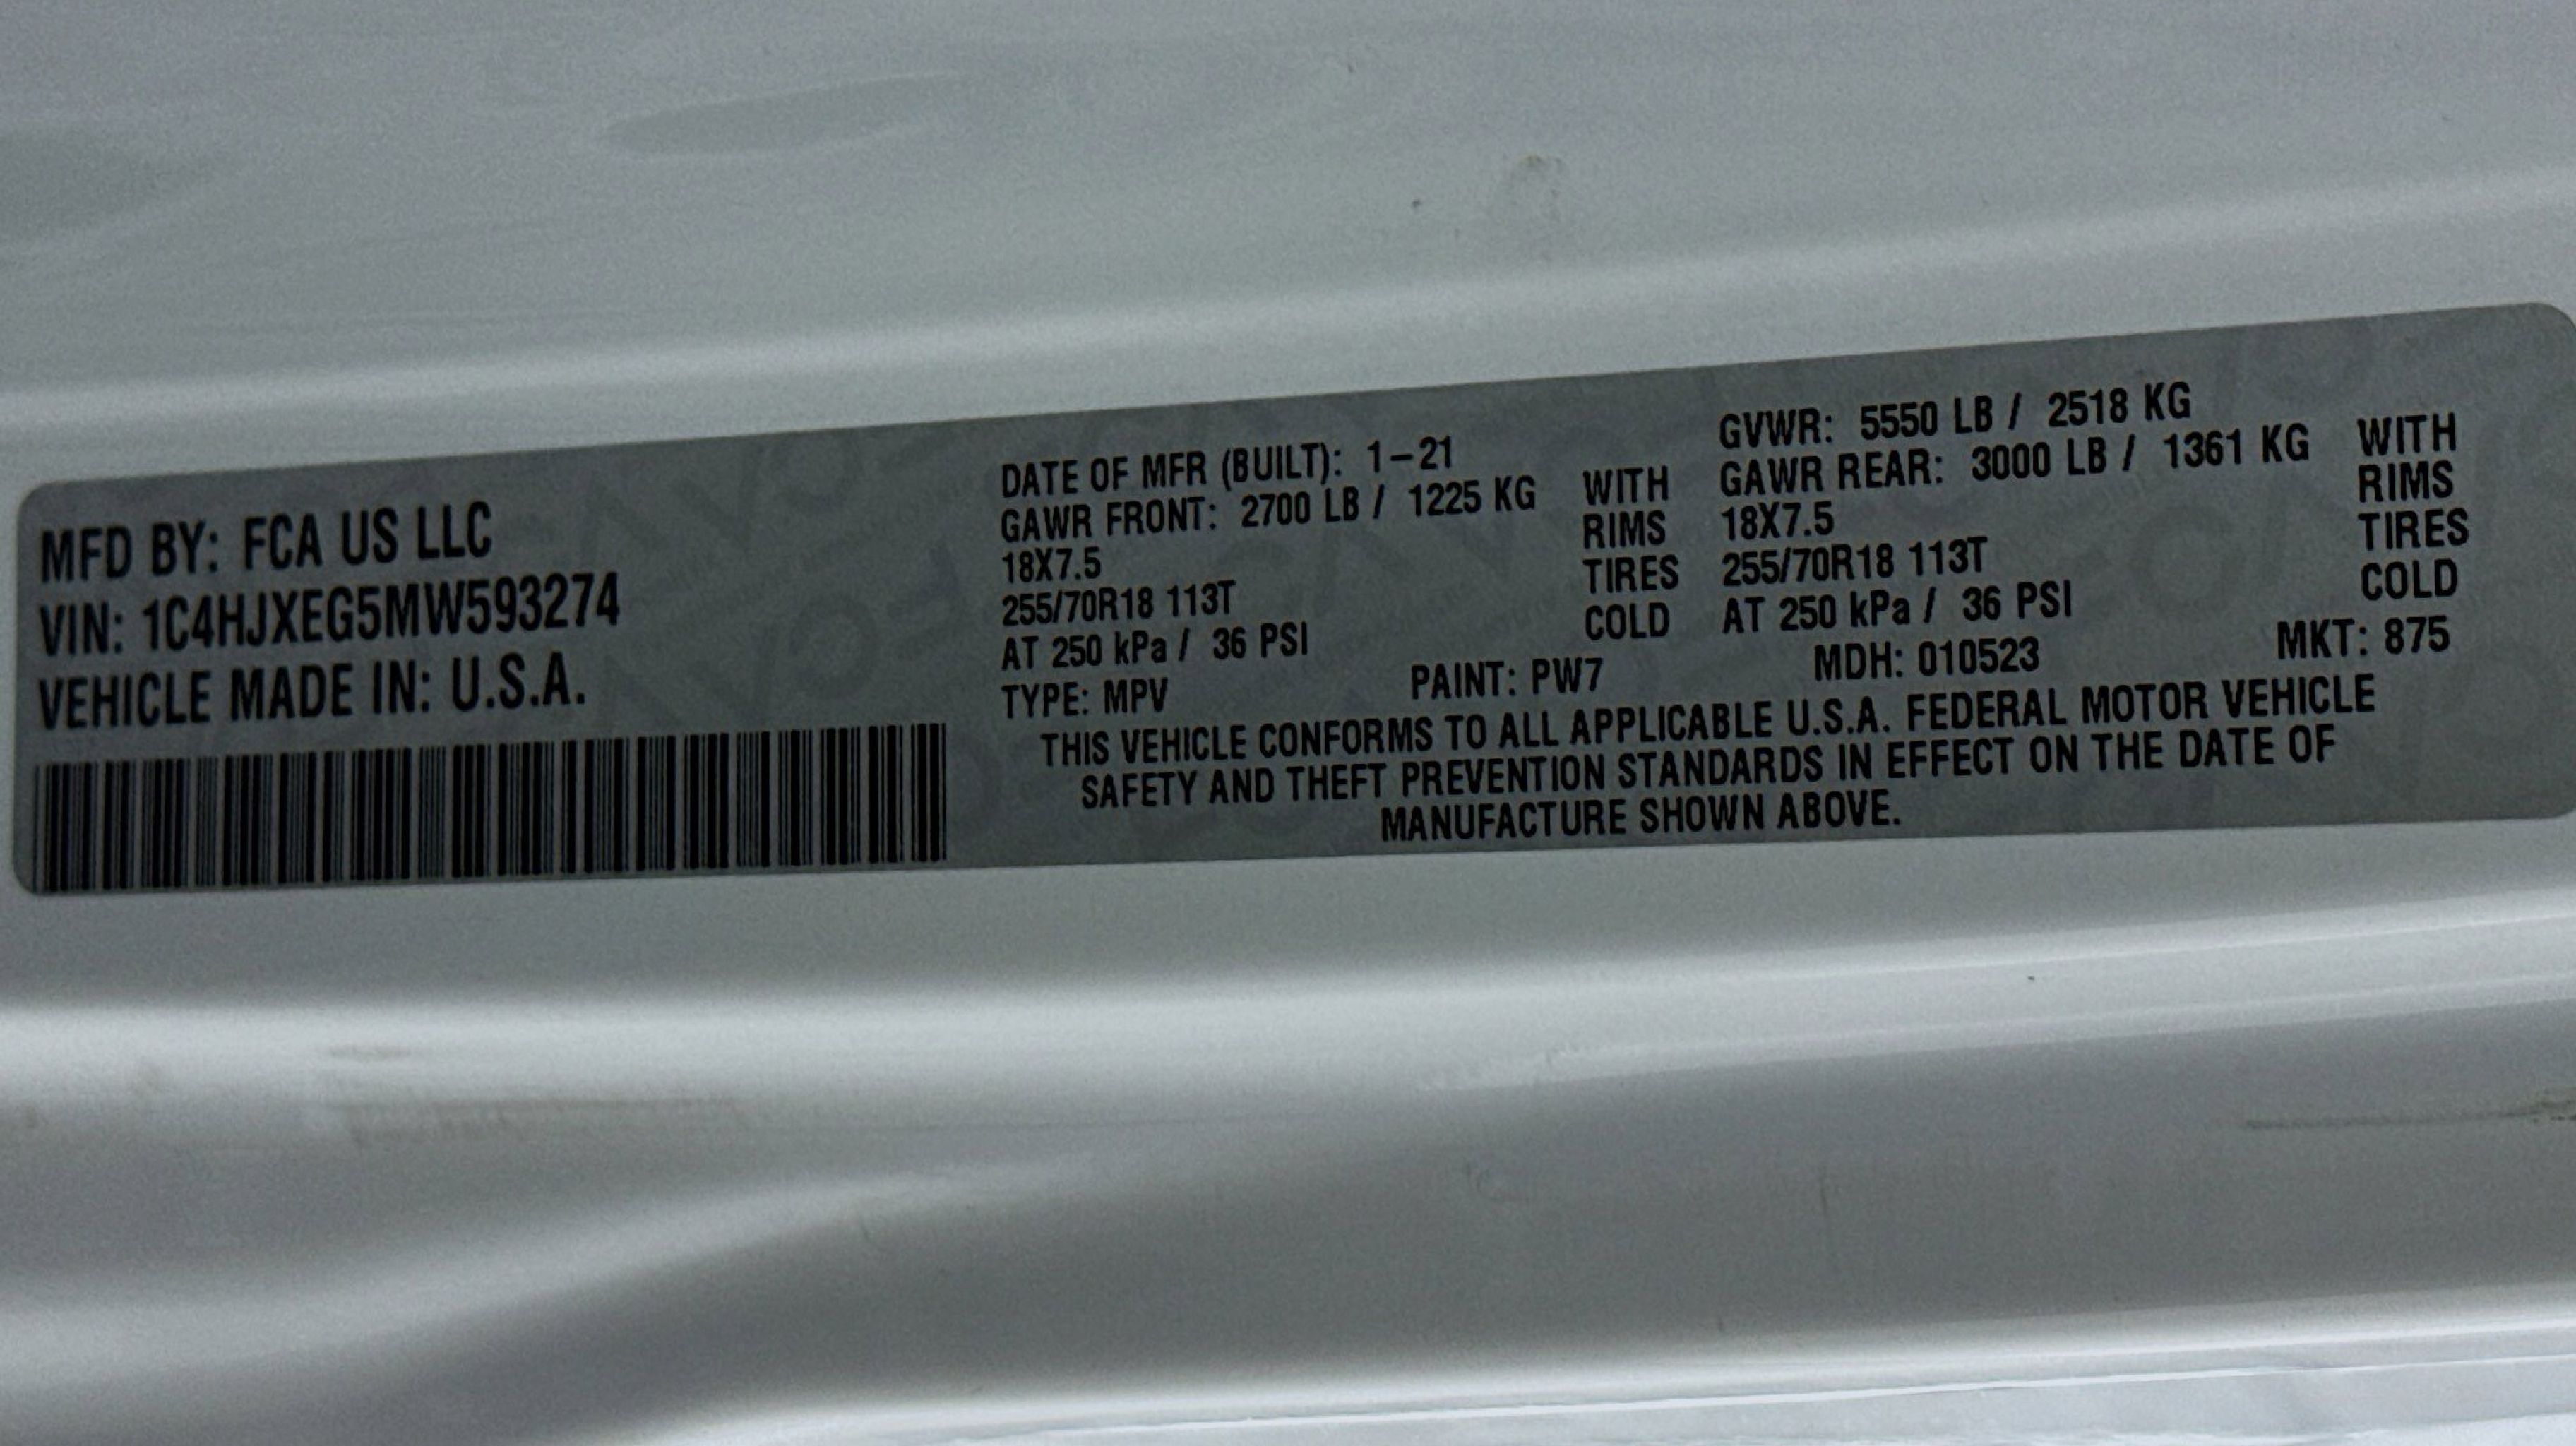 MFD BY: FCA US LLC
VIN: 1C4HJXEG5MW593274
VEHICLE MADE IN: U.S.A.
DATE OF MFR (BUILT): 1-21
GAWR FRONT: 2700 LB / 1225 KG WITH
18X7.5 RIMS
255/70R18 113T TIRES
AT 250 kPa / 36 PSI COLD
GVWR: 5550 LB / 2518 KG
GAWR REAR: 3000 LB / 1361 KG WITH
18X7.5 RIMS
255/70R18 113T TIRES
AT 250 kPa / 36 PSI COLD
TYPE: MPV PAINT: PW7 MDH: 010523 MKT: 875
THIS VEHICLE CONFORMS TO ALL APPLICABLE U.S.A. FEDERAL MOTOR VEHICLE
SAFETY AND THEFT PREVENTION STANDARDS IN EFFECT ON THE DATE OF
MANUFACTURE SHOWN ABOVE.